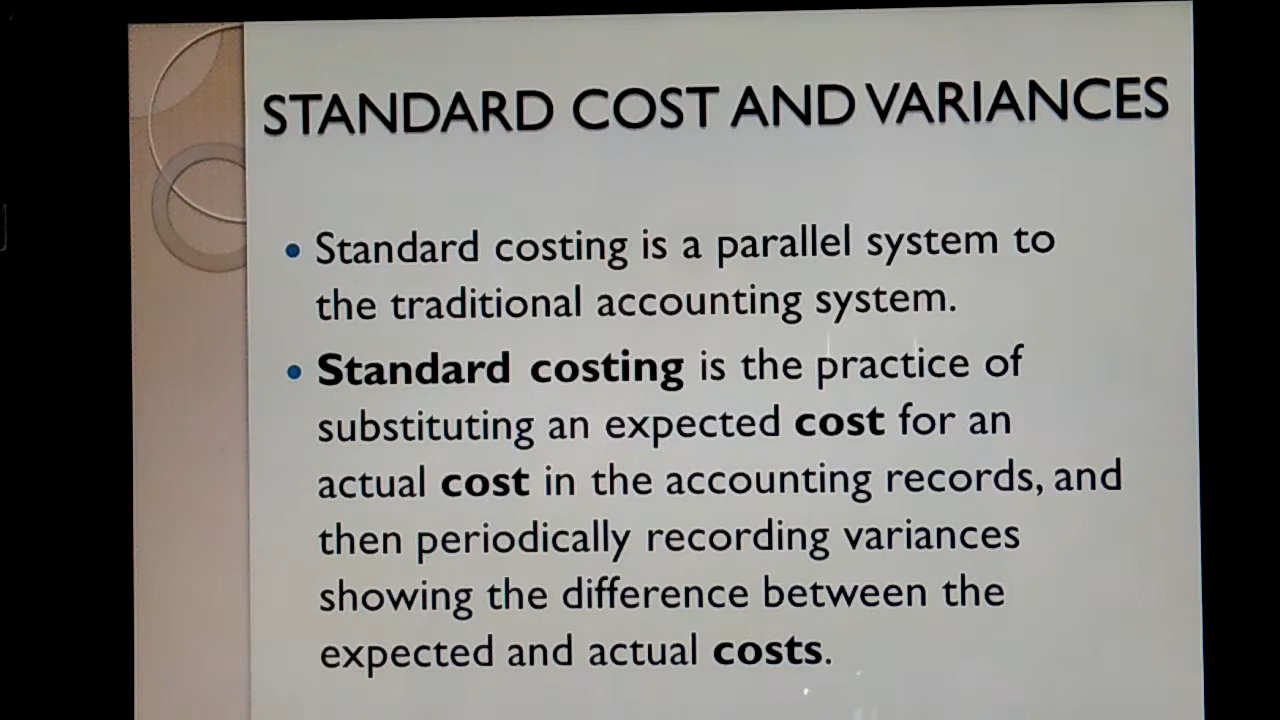 STANDARD COST AND VARIANCES
• Standard costing is a parallel system to
the traditional accounting system.
• Standard costing is the practice of
substituting an expected cost for an
actual cost in the accounting records, and
then periodically recording variances
showing the difference between the
expected and actual costs.